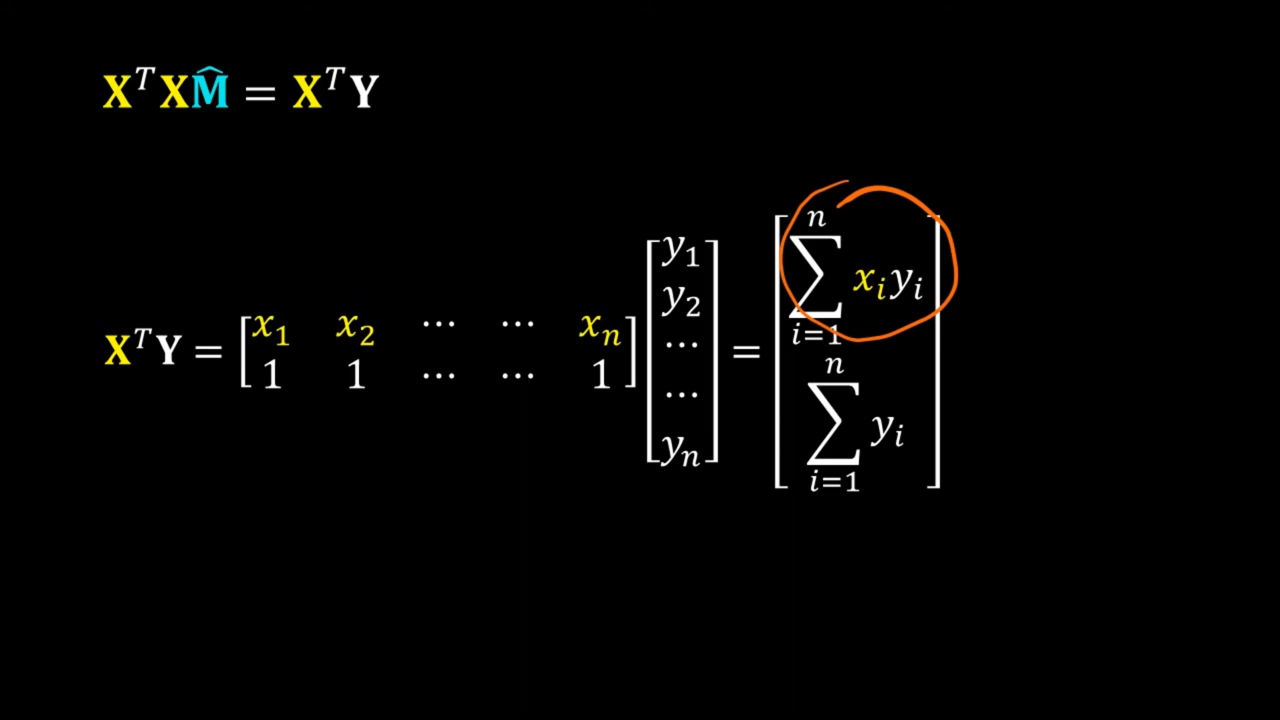 XᵀXM̂ = XᵀY
XᵀY = [x₁ x₂ ⋯ ⋯ xₙ; 1 1 ⋯ ⋯ 1] [y₁; y₂; ⋯; ⋯; yₙ] = [∑ᵢ₌₁ⁿ xᵢyᵢ; ∑ᵢ₌₁ⁿ yᵢ]